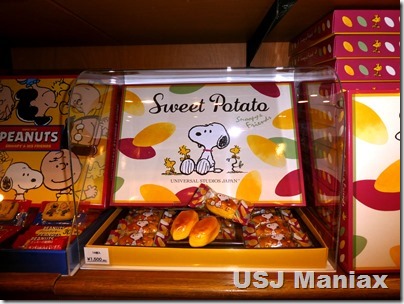 Sweet Potato
Snoopy & Friends
UNIVERSAL STUDIOS JAPAN
PEANUTS
¥1,000
USJ Maniax